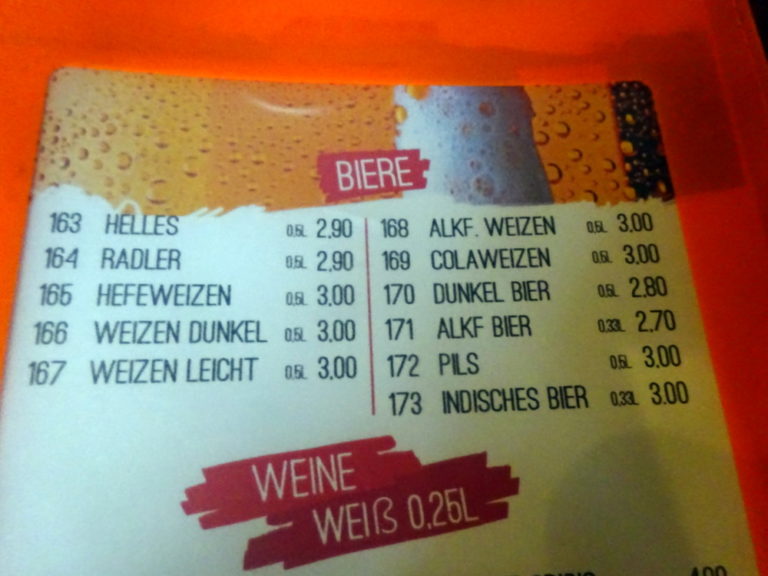 BIERE
163 HELLES 0,5L 2,90
164 RADLER 0,5L 2,90
165 HEFEWEIZEN 0,5L 3,00
166 WEIZEN DUNKEL 0,5L 3,00
167 WEIZEN LEICHT 0,5L 3,00
168 ALKF. WEIZEN 0,5L 3,00
169 COLAWEIZEN 0,5L 3,00
170 DUNKEL BIER 0,5L 2,80
171 ALKF BIER 0,33L 2,70
172 PILS 0,5L 3,00
173 INDISCHES BIER 0,33L 3,00
WEINE
WEIß 0,25L